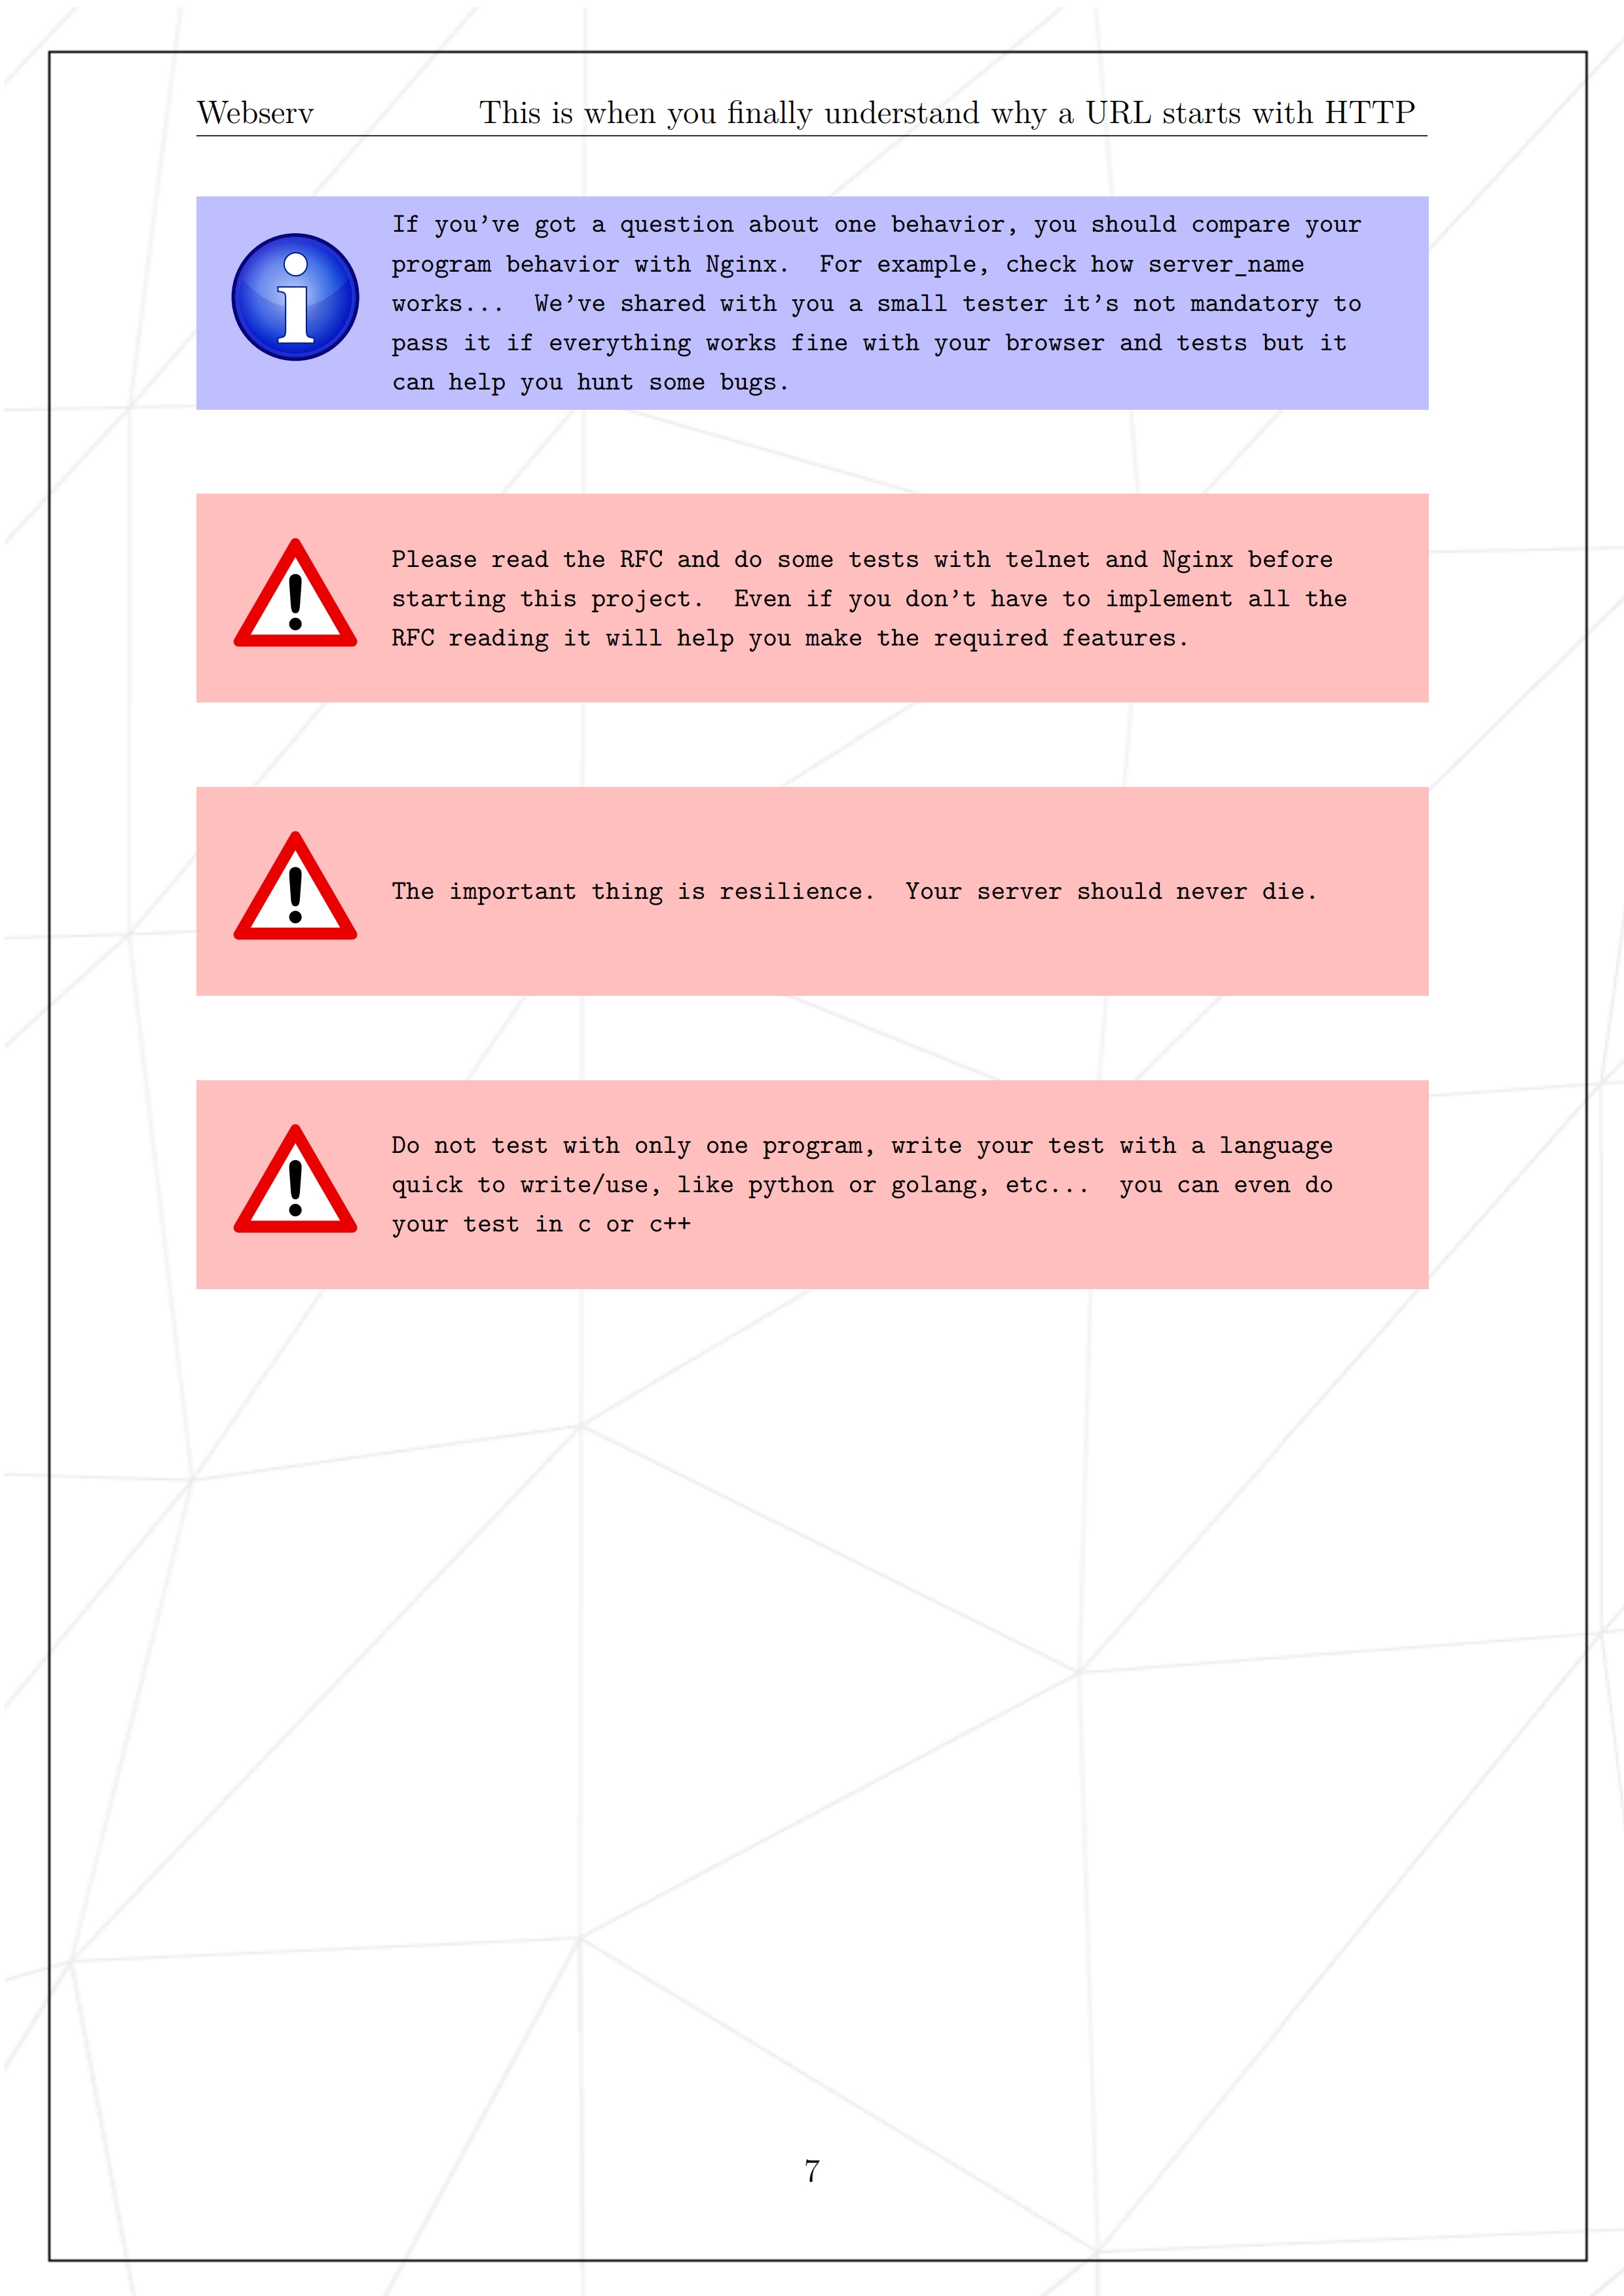 Webserv This is when you finally understand why a URL starts with HTTP
If you've got a question about one behavior, you should compare your
program behavior with Nginx. For example, check how server_name
works... We've shared with you a small tester it's not mandatory to
pass it if everything works fine with your browser and tests but it
can help you hunt some bugs.
Please read the RFC and do some tests with telnet and Nginx before
starting this project. Even if you don't have to implement all the
RFC reading it will help you make the required features.
The important thing is resilience. Your server should never die.
Do not test with only one program, write your test with a language
quick to write/use, like python or golang, etc... you can even do
your test in c or c++
7